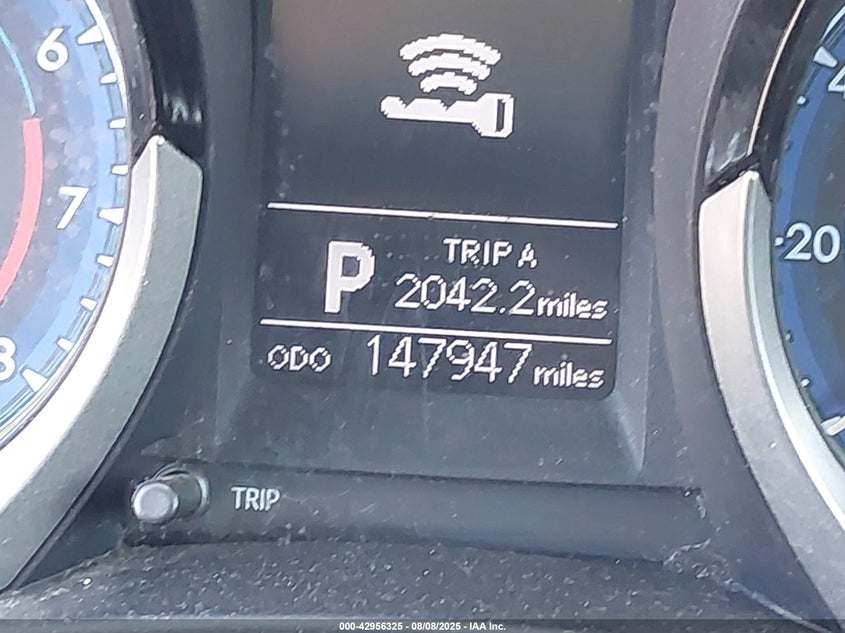 6
7
8
TRIP A
P 2042.2 miles
ODO 147947 miles
20
TRIP
000-42956325 - 08/08/2025 - IAA Inc.